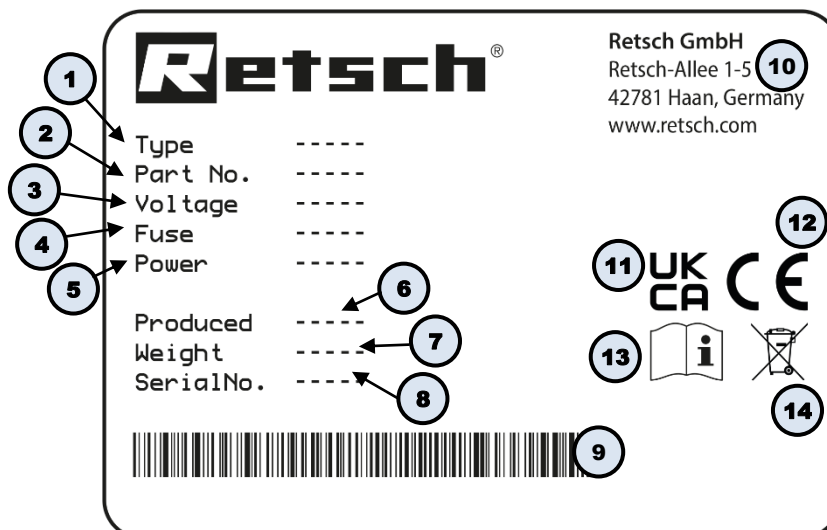 Retsch®
Retsch GmbH
Retsch-Allee 1-5
42781 Haan, Germany
www.retsch.com
1
2
3
4
5
10
Type -----
Part No. -----
Voltage -----
Fuse -----
Power -----
6
7
8
Produced -----
Weight -----
SerialNo. -----
11
UK
CA
CE
12
13
i
14
9